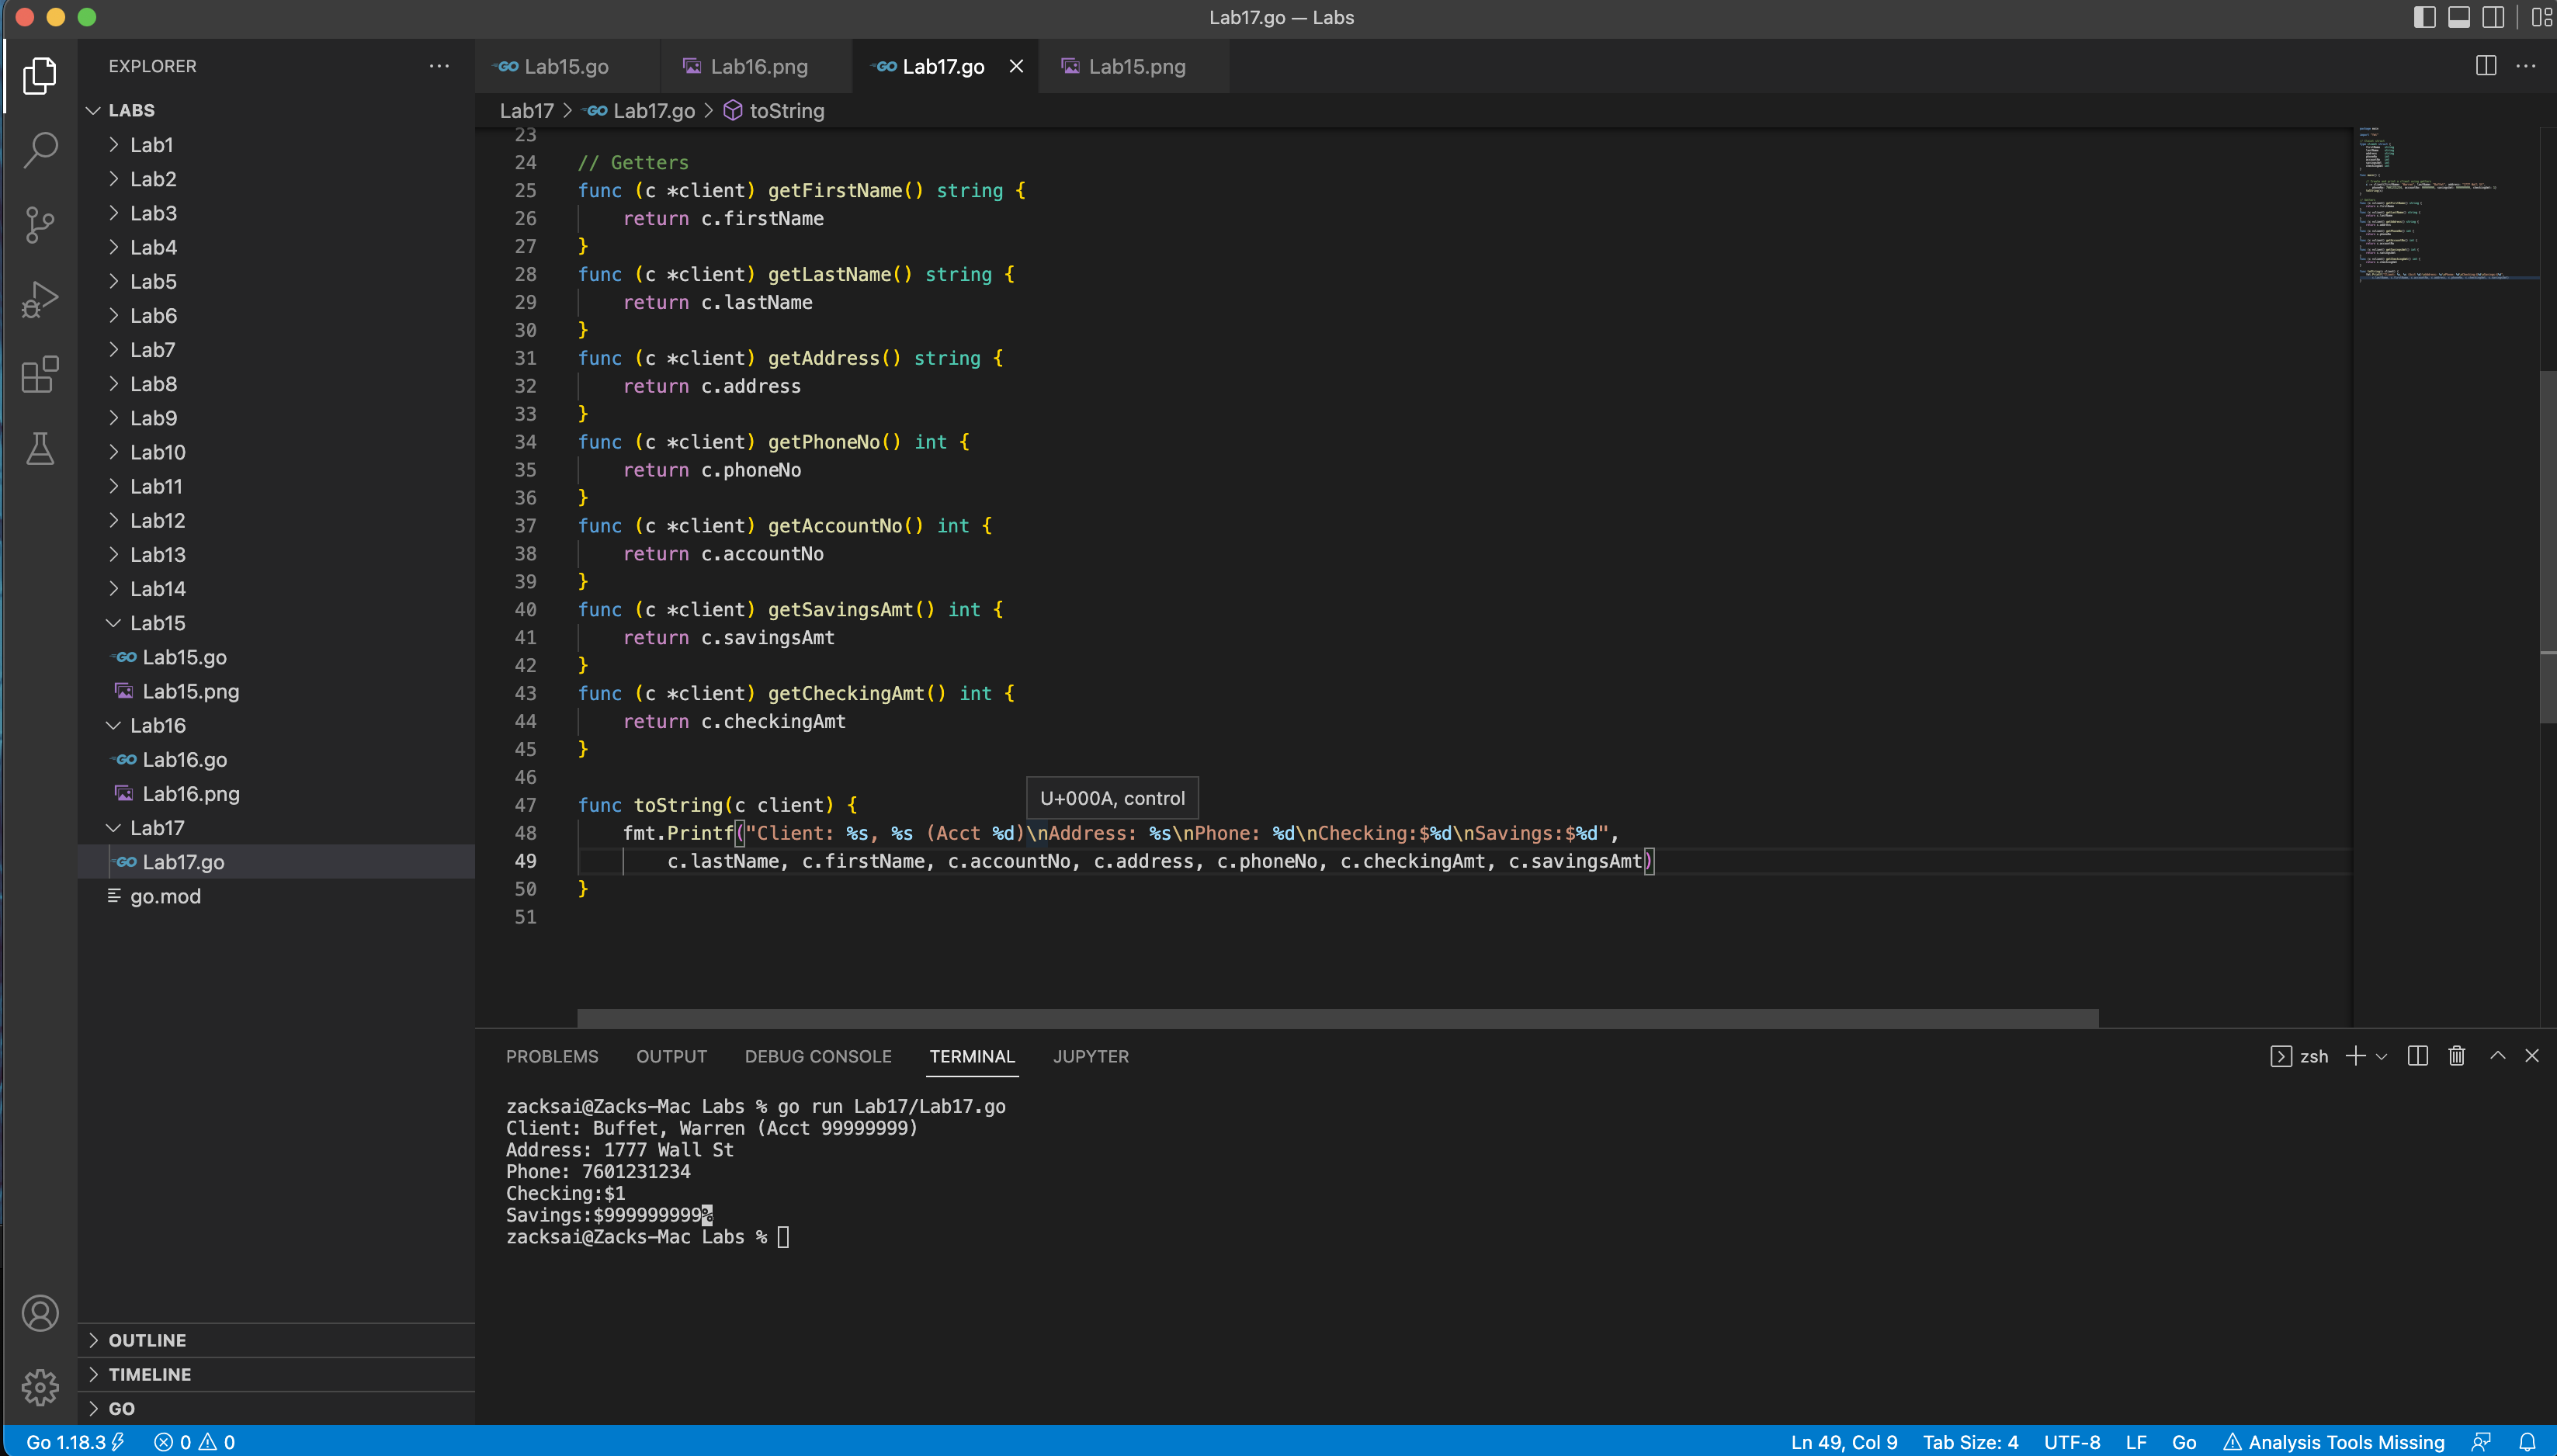 Lab17.go — Labs
EXPLORER
LABS
Lab1
Lab2
Lab3
Lab4
Lab5
Lab6
Lab7
Lab8
Lab9
Lab10
Lab11
Lab12
Lab13
Lab14
Lab15
GO Lab15.go
Lab15.png
Lab16
GO Lab16.go
Lab16.png
Lab17
GO Lab17.go
go.mod
OUTLINE
TIMELINE
GO
GO Lab15.go
Lab16.png
GO Lab17.go
Lab15.png
Lab17 > GO Lab17.go > toString
23
24 // Getters
25 func (c *client) getFirstName() string {
26 return c.firstName
27 }
28 func (c *client) getLastName() string {
29 return c.lastName
30 }
31 func (c *client) getAddress() string {
32 return c.address
33 }
34 func (c *client) getPhoneNo() int {
35 return c.phoneNo
36 }
37 func (c *client) getAccountNo() int {
38 return c.accountNo
39 }
40 func (c *client) getSavingsAmt() int {
41 return c.savingsAmt
42 }
43 func (c *client) getCheckingAmt() int {
44 return c.checkingAmt
45 }
46
U+000A, control
47 func toString(c client) {
48 fmt.Printf("Client: %s, %s (Acct %d)\nAddress: %s\nPhone: %d\nChecking:$%d\nSavings:$%d",
49 c.lastName, c.firstName, c.accountNo, c.address, c.phoneNo, c.checkingAmt, c.savingsAmt)
50 }
51
PROBLEMS OUTPUT DEBUG CONSOLE TERMINAL JUPYTER
zsh
zacksai@Zacks-Mac Labs % go run Lab17/Lab17.go
Client: Buffet, Warren (Acct 99999999)
Address: 1777 Wall St
Phone: 7601231234
Checking:$1
Savings:$999999999%
zacksai@Zacks-Mac Labs %
Go 1.18.3 0 0
Ln 49, Col 9 Tab Size: 4 UTF-8 LF Go Analysis Tools Missing